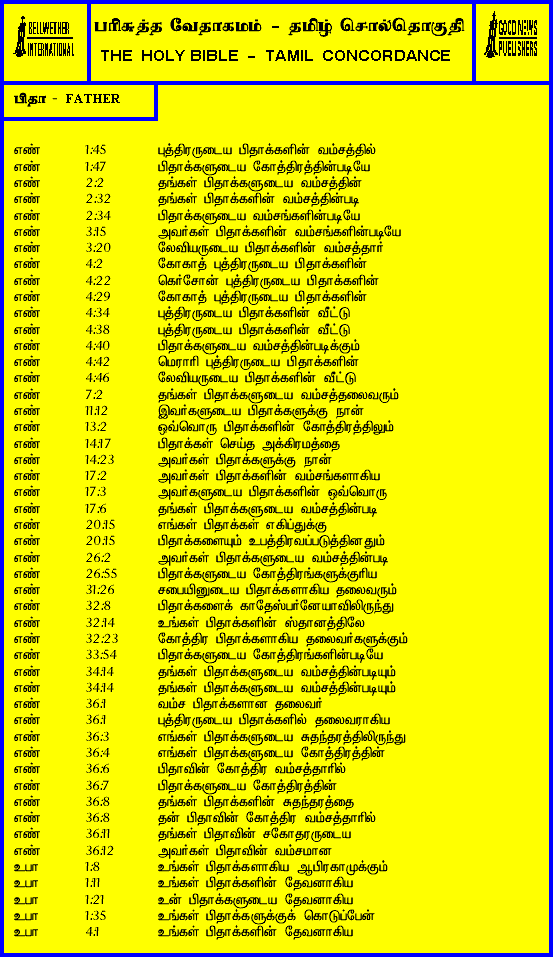 BELLWETHER
INTERNATIONAL
பரிசுத்த வேதாகமம் - தமிழ் சொல்தொகுதி
THE HOLY BIBLE - TAMIL CONCORDANCE
GOOD NEWS
PUBLISHERS
பிதா - FATHER
எண் 1:45 புத்திரருடைய பிதாக்களின் வம்சத்தில்
எண் 1:47 பிதாக்களுடைய கோத்திரத்தின்படியே
எண் 2:2 தங்கள் பிதாக்களுடைய வம்சத்தின்
எண் 2:32 தங்கள் பிதாக்களின் வம்சத்தின்படி
எண் 2:34 பிதாக்களுடைய வம்சங்களின்படியே
எண் 3:15 அவர்கள் பிதாக்களின் வம்சங்களின்படியே
எண் 3:20 லேவியருடைய பிதாக்களின் வம்சத்தார்
எண் 4:2 கோகாத் புத்திரருடைய பிதாக்களின்
எண் 4:22 கெர்சோன் புத்திரருடைய பிதாக்களின்
எண் 4:29 கோகாத் புத்திரருடைய பிதாக்களின்
எண் 4:34 புத்திரருடைய பிதாக்களின் வீட்டு
எண் 4:38 புத்திரருடைய பிதாக்களின் வீட்டு
எண் 4:40 பிதாக்களுடைய வம்சத்தின்படிக்கும்
எண் 4:42 மெராரி புத்திரருடைய பிதாக்களின்
எண் 4:46 லேவியருடைய பிதாக்களின் வீட்டு
எண் 7:2 தங்கள் பிதாக்களுடைய வம்சத்தலைவரும்
எண் 11:12 இவர்களுடைய பிதாக்களுக்கு நான்
எண் 13:2 ஒவ்வொரு பிதாக்களின் கோத்திரத்திலும்
எண் 14:17 பிதாக்கள் செய்த அக்கிரமத்தை
எண் 14:23 அவர்கள் பிதாக்களுக்கு நான்
எண் 17:2 அவர்கள் பிதாக்களின் வம்சங்களாகிய
எண் 17:3 அவர்களுடைய பிதாக்களின் ஒவ்வொரு
எண் 17:6 தங்கள் பிதாக்களுடைய வம்சத்தின்படி
எண் 20:15 எங்கள் பிதாக்கள் எகிப்துக்கு
எண் 20:15 பிதாக்களையும் உபத்திரவப்படுத்தினதும்
எண் 26:2 அவர்கள் பிதாக்களுடைய வம்சத்தின்படி
எண் 26:55 பிதாக்களுடைய கோத்திரங்களுக்குரிய
எண் 31:26 சபையினுடைய பிதாக்களாகிய தலைவரும்
எண் 32:8 பிதாக்களைக் காதேஸ்பர்னேயாவிலிருந்து
எண் 32:14 உங்கள் பிதாக்களின் ஸ்தானத்திலே
எண் 32:23 கோத்திர பிதாக்களாகிய தலைவர்களுக்கும்
எண் 33:54 பிதாக்களுடைய கோத்திரங்களின்படியே
எண் 34:14 தங்கள் பிதாக்களுடைய வம்சத்தின்படியும்
எண் 34:14 தங்கள் பிதாக்களுடைய வம்சத்தின்படியும்
எண் 36:1 வம்ச பிதாக்களான தலைவர்
எண் 36:1 புத்திரருடைய பிதாக்களில் தலைவராகிய
எண் 36:3 எங்கள் பிதாக்களுடைய சுதந்தரத்திலிருந்து
எண் 36:4 எங்கள் பிதாக்களுடைய கோத்திரத்தின்
எண் 36:6 பிதாவின் கோத்திர வம்சத்தாரில்
எண் 36:7 பிதாக்களுடைய கோத்திரத்தின்
எண் 36:8 தங்கள் பிதாக்களின் சுதந்தரத்தை
எண் 36:8 தன் பிதாவின் கோத்திர வம்சத்தாரில்
எண் 36:11 தங்கள் பிதாவின் சகோதரருடைய
எண் 36:12 அவர்கள் பிதாவின் வம்சமான
உபா 1:8 உங்கள் பிதாக்களாகிய ஆபிரகாமுக்கும்
உபா 1:11 உங்கள் பிதாக்களின் தேவனாகிய
உபா 1:21 உன் பிதாக்களுடைய தேவனாகிய
உபா 1:35 உங்கள் பிதாக்களுக்குக் கொடுப்பேன்
உபா 4:1 உங்கள் பிதாக்களின் தேவனாகிய